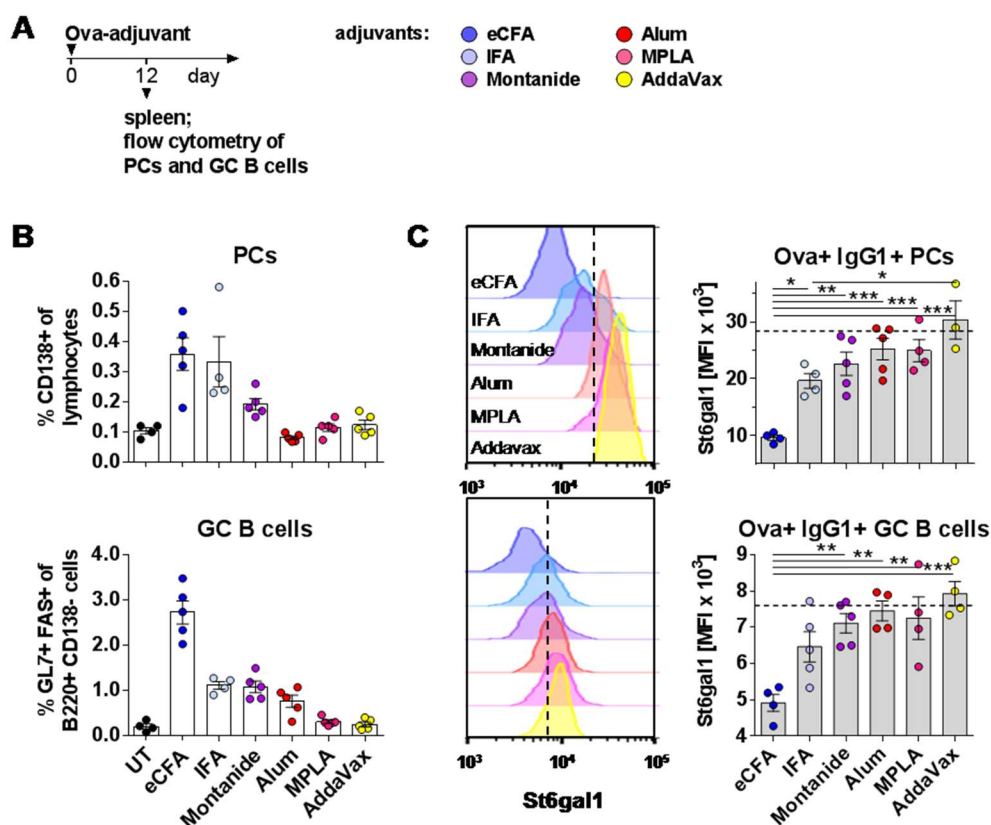 A
Ova-adjuvant
0 12 day
spleen;
flow cytometry of
PCs and GC B cells
adjuvants:
eCFA
IFA
Montanide
Alum
MPLA
AddaVax
B
PCs
% CD138+ of
lymphocytes
0.6
0.5
0.4
0.3
0.2
0.1
0.0
GC B cells
% GL7+ FAS+ of
B220+ CD138- cells
4.0
3.0
2.0
1.0
0.0
UT
eCFA
IFA
Montanide
Alum
MPLA
AddaVax
C
eCFA
IFA
Montanide
Alum
MPLA
Addavax
10³ 10⁴ 10⁵
10³ 10⁴ 10⁵
St6gal1
Ova+ IgG1+ PCs
St6gal1 [MFI x 10³]
30
20
10
* *
**
***
***
***
Ova+ IgG1+ GC B cells
St6gal1 [MFI x 10³]
9
8
7
6
5
4
**
**
**
***
eCFA
IFA
Montanide
Alum
MPLA
AddaVax